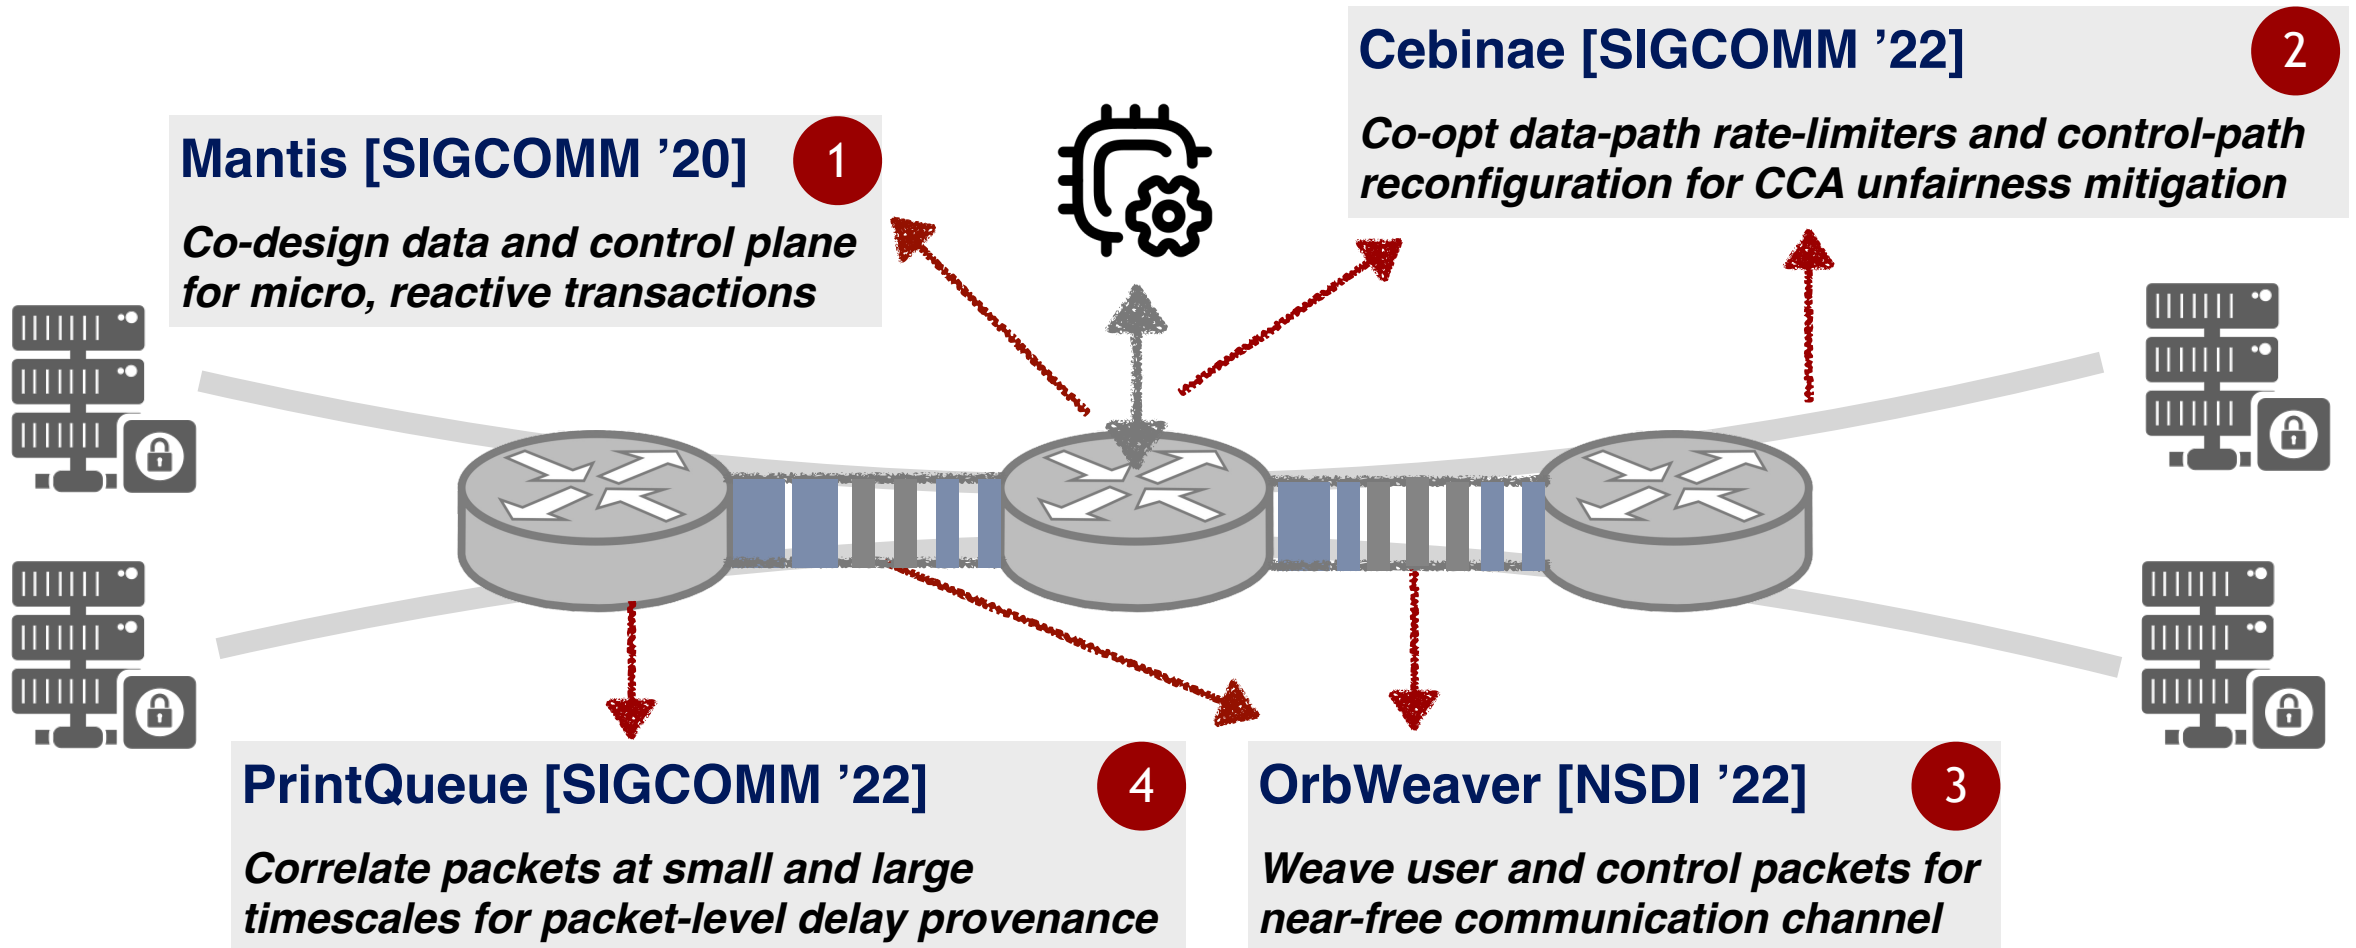 Mantis [SIGCOMM ’20]
1
Co-design data and control plane
for micro, reactive transactions
Cebinae [SIGCOMM ’22]
2
Co-opt data-path rate-limiters and control-path
reconfiguration for CCA unfairness mitigation
PrintQueue [SIGCOMM ’22]
4
Correlate packets at small and large
timescales for packet-level delay provenance
OrbWeaver [NSDI ’22]
3
Weave user and control packets for
near-free communication channel